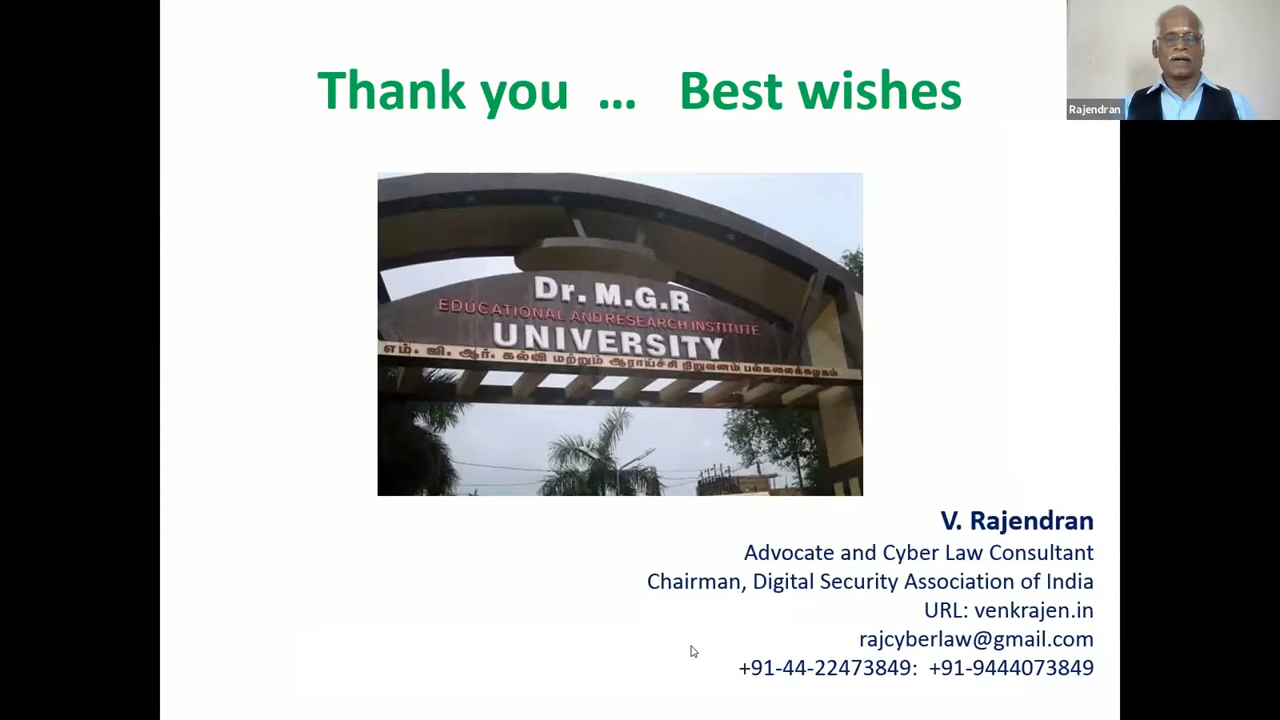 Thank you ... Best wishes
Rajendran
Dr. M.G.R
EDUCATIONAL AND RESEARCH INSTITUTE
UNIVERSITY
எம். ஜி. ஆர். கல்வி மற்றும் ஆராய்ச்சி நிறுவனம் பல்கலைக்கழகம்
V. Rajendran
Advocate and Cyber Law Consultant
Chairman, Digital Security Association of India
URL: venkrajen.in
rajcyberlaw@gmail.com
+91-44-22473849: +91-9444073849